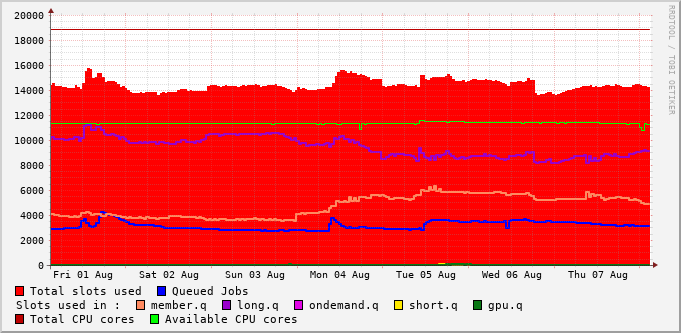 RRDTOOL / TOBI OETIKER
20000
18000
16000
14000
12000
10000
8000
6000
4000
2000
0
Fri 01 Aug Sat 02 Aug Sun 03 Aug Mon 04 Aug Tue 05 Aug Wed 06 Aug Thu 07 Aug
Total slots used Queued Jobs
Slots used in : member.q long.q ondemand.q short.q gpu.q
Total CPU cores Available CPU cores